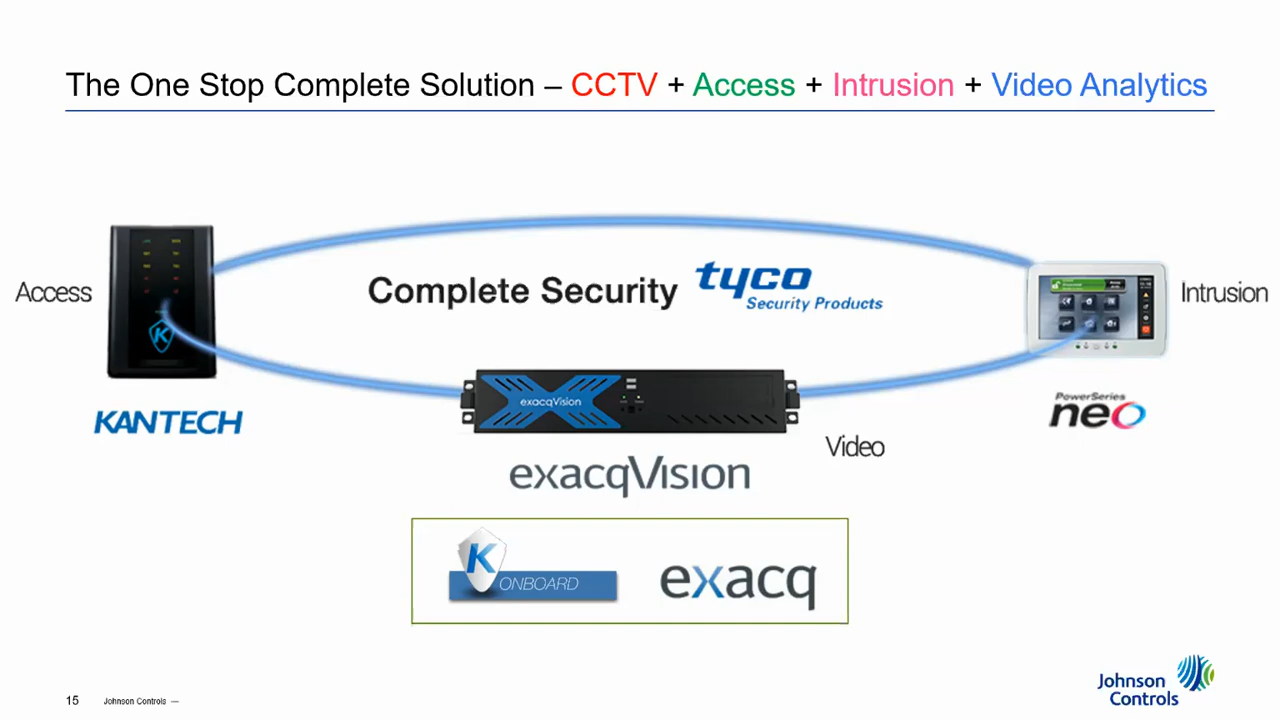 The One Stop Complete Solution – CCTV + Access + Intrusion + Video Analytics
Access
Complete Security
tyco
Security Products
Intrusion
KANTECH
exacqVision
Video
PowerSeries
neo
exacqVision
K
ONBOARD
exacq
15
Johnson Controls —
Johnson
Controls